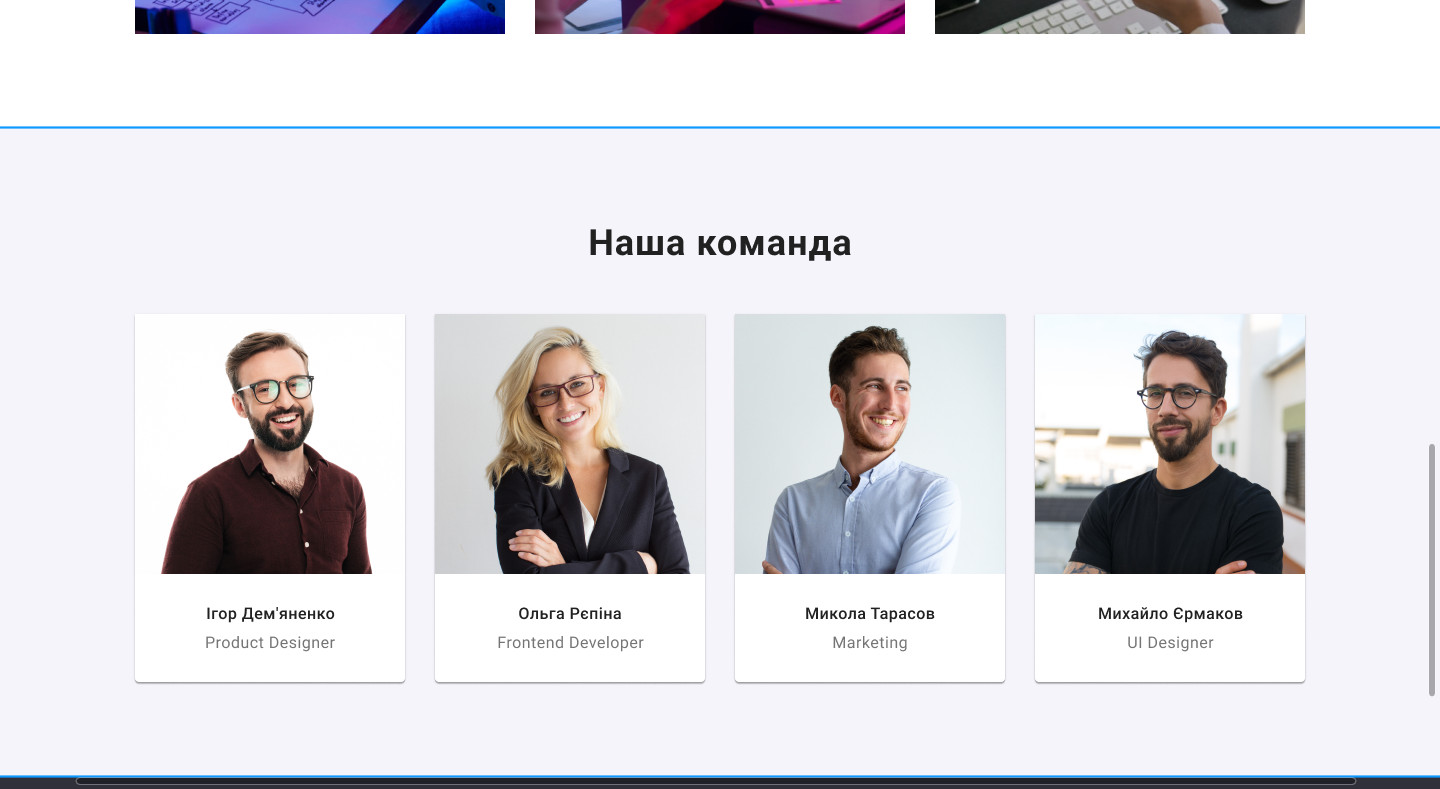 Наша команда
Ігор Дем'яненко
Product Designer
Ольга Рєпіна
Frontend Developer
Микола Тарасов
Marketing
Михайло Єрмаков
UI Designer